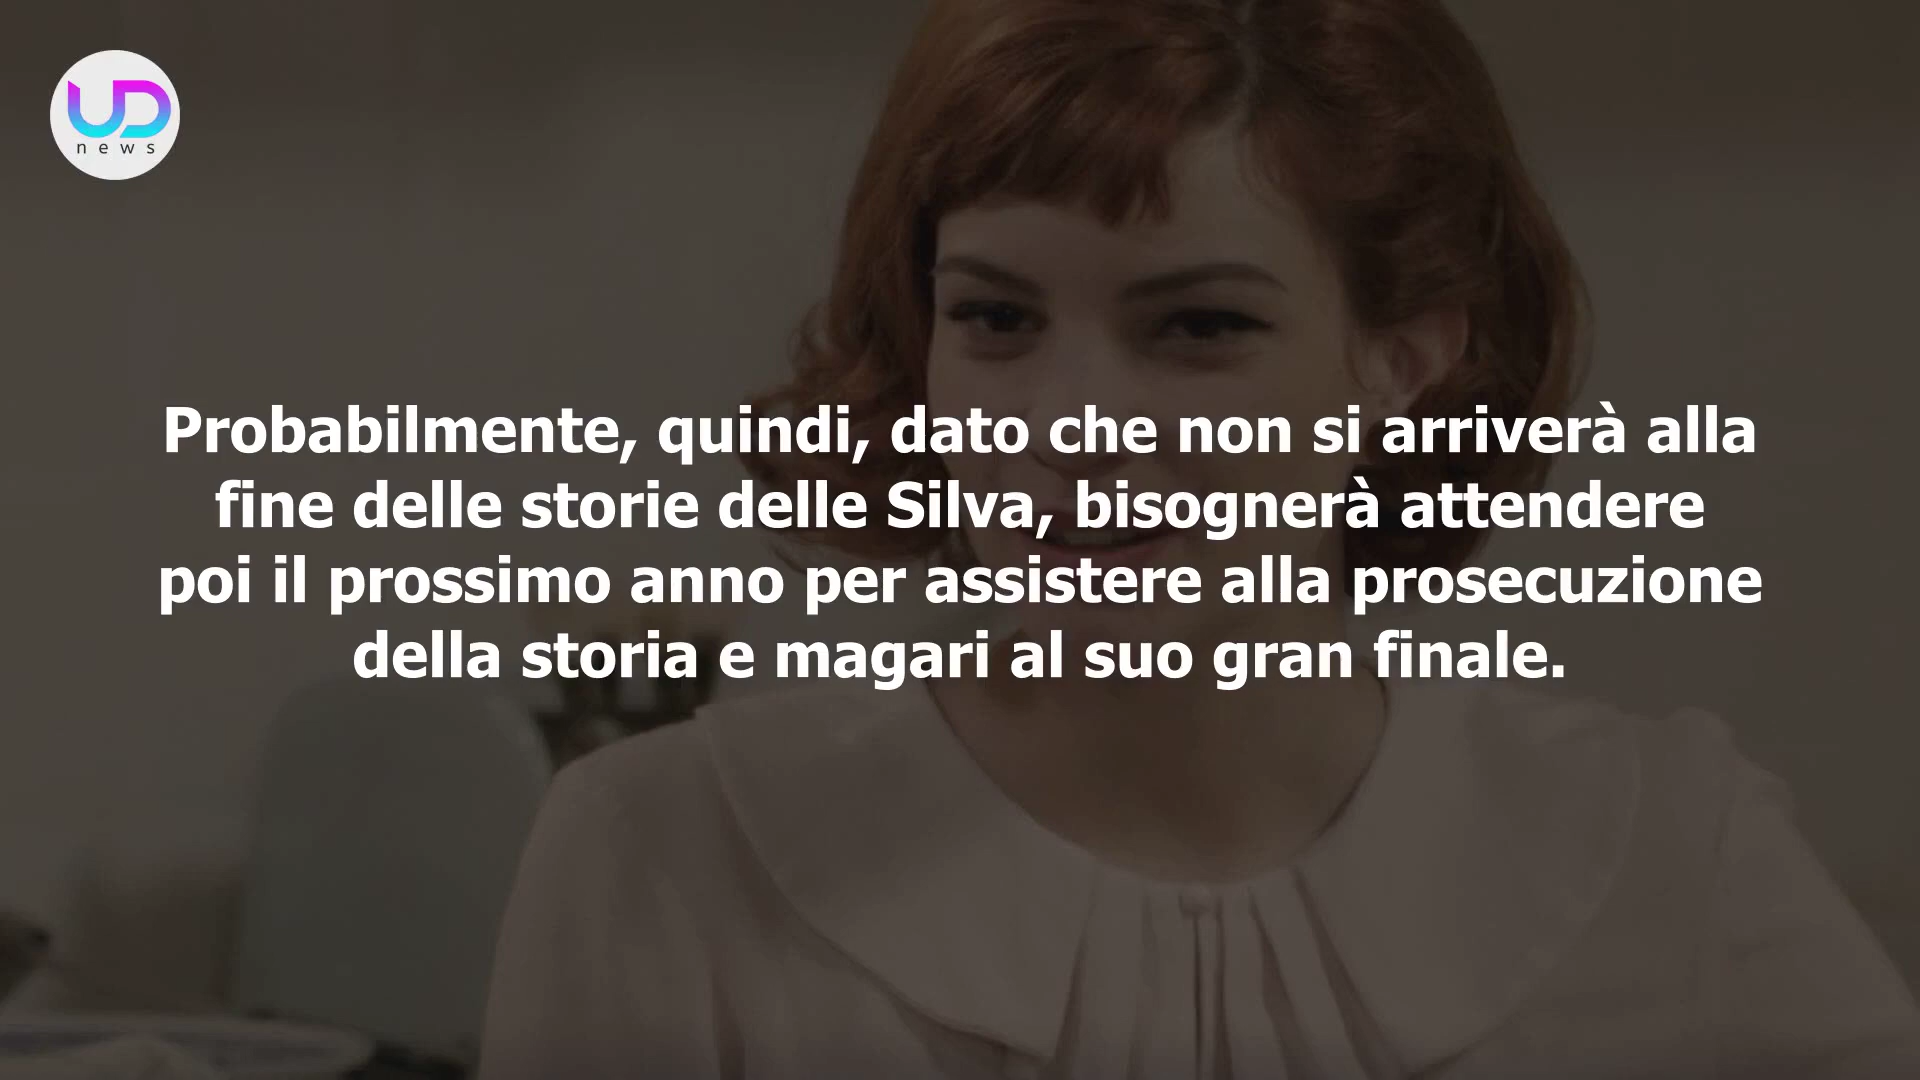 UD
news
Probabilmente, quindi, dato che non si arriverà alla
fine delle storie delle Silva, bisognerà attendere
poi il prossimo anno per assistere alla prosecuzione
della storia e magari al suo gran finale.